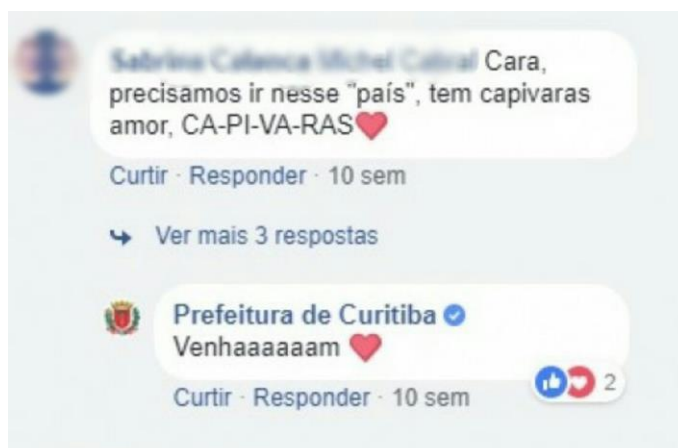 Cara,
precisamos ir nesse "país", tem capivaras
amor, CA-PI-VA-RAS❤
Curtir · Responder · 10 sem
Ver mais 3 respostas
Prefeitura de Curitiba
Venhaaaaaam ❤
2
Curtir · Responder · 10 sem